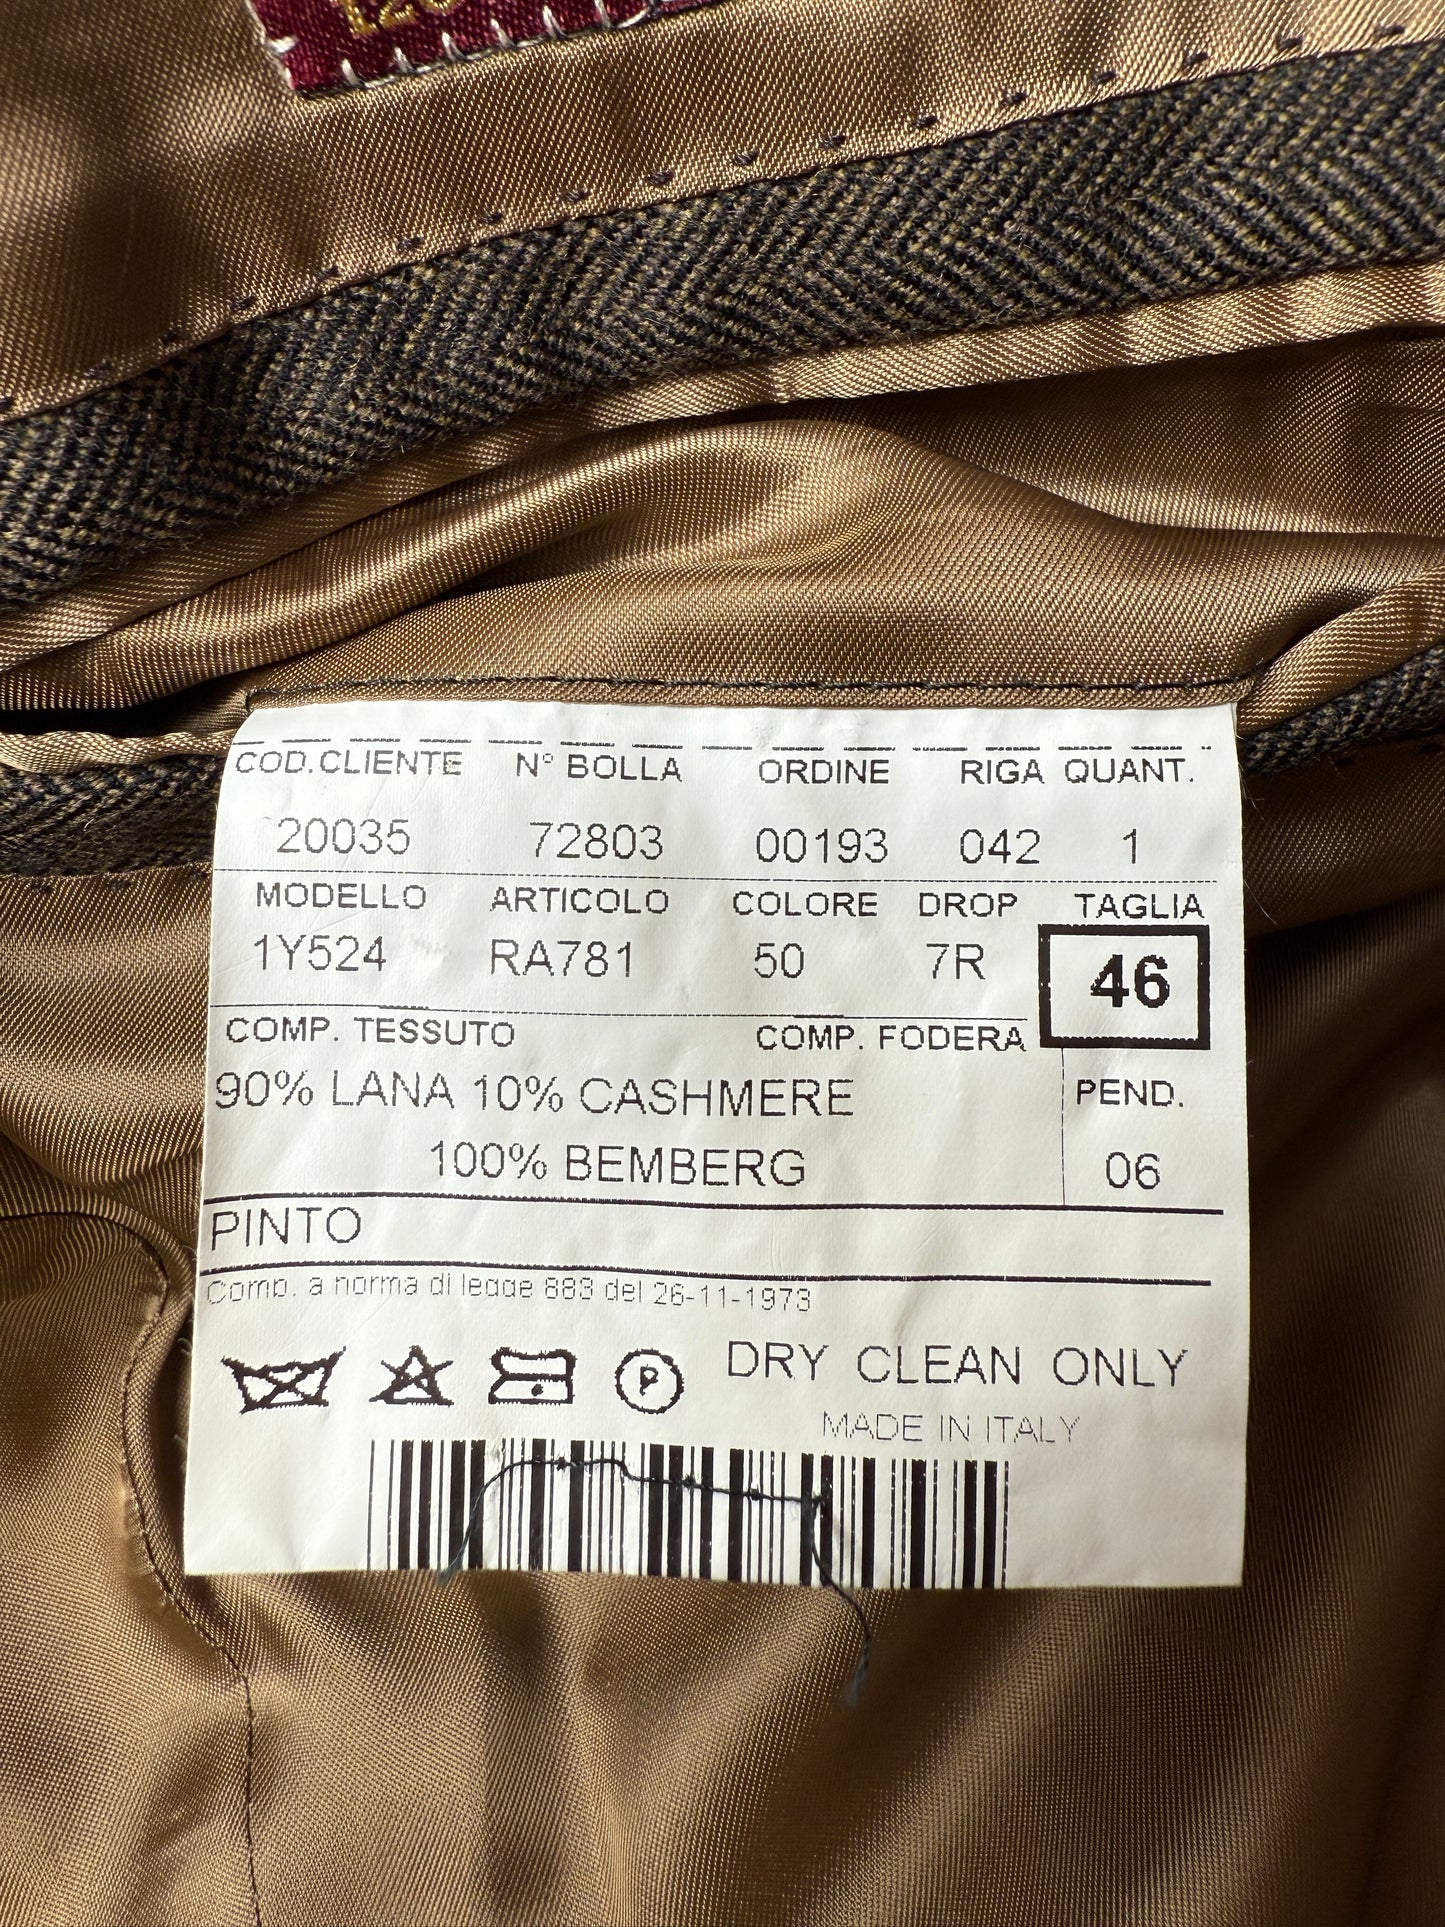 120
COD.CLIENTE N° BOLLA ORDINE RIGA QUANT.
20035 72803 00193 042 1
MODELLO ARTICOLO COLORE DROP TAGLIA
1Y524 RA781 50 7R 46
COMP. TESSUTO COMP. FODERA
90% LANA 10% CASHMERE PEND.
100% BEMBERG 06
PINTO
Comp. a norma di legge 883 del 26-11-1973
P DRY CLEAN ONLY
MADE IN ITALY